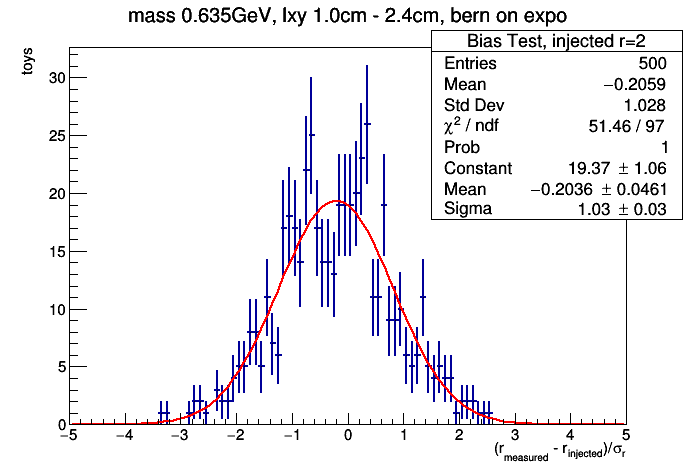 mass 0.635GeV, lxy 1.0cm - 2.4cm, bern on expo
toys
Bias Test, injected r=2
Entries 500
Mean −0.2059
Std Dev 1.028
χ² / ndf 51.46 / 97
Prob 1
Constant 19.37 ± 1.06
Mean −0.2036 ± 0.0461
Sigma 1.03 ± 0.03
30
25
20
15
10
5
0
−5 −4 −3 −2 −1 0 1 2 3 4 5
(r_measured - r_injected)/σ_r